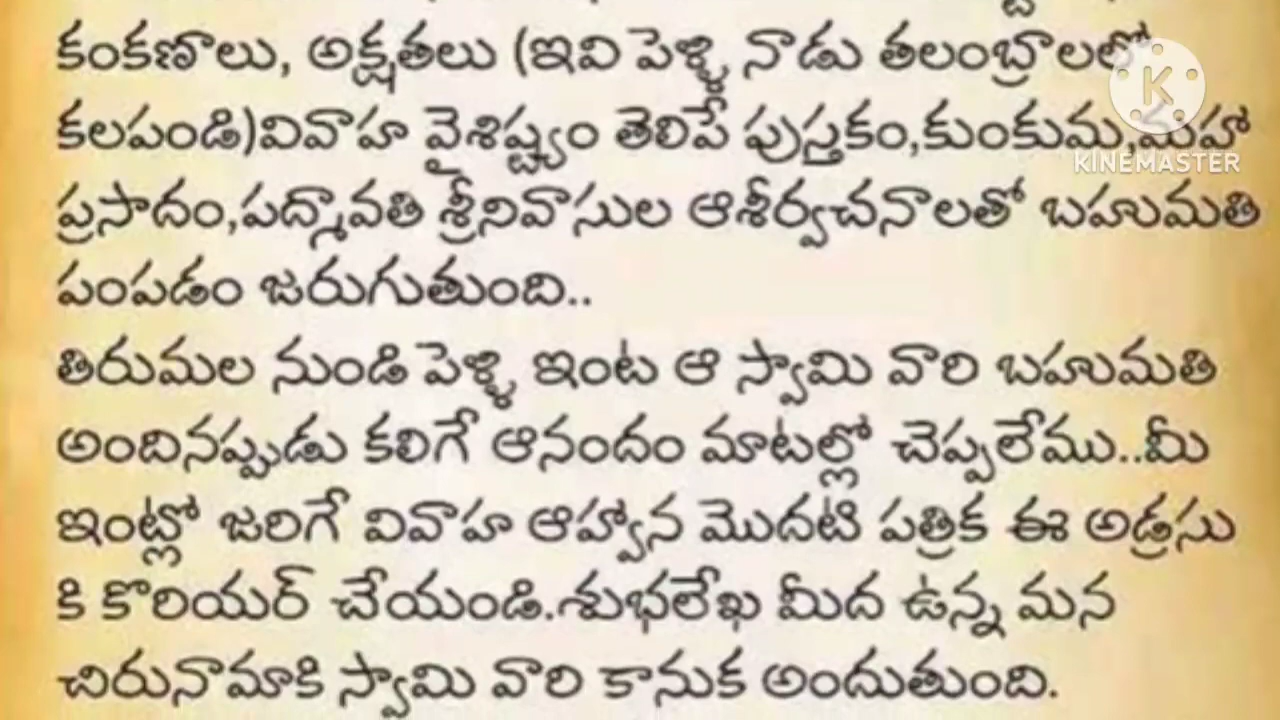 కంకణాలు, అక్షతలు (ఇవి పెళ్ళి నాడు తలంబ్రాలలో
కలపండి)వివాహ వైశిష్ట్యం తెలిపే పుస్తకం,కుంకుమ,మహా
ప్రసాదం,పద్మావతి శ్రీనివాసుల ఆశీర్వచనాలతో బహుమతి
పంపడం జరుగుతుంది..
తిరుమల నుండి పెళ్ళి ఇంట ఆ స్వామి వారి బహుమతి
అందినప్పుడు కలిగే ఆనందం మాటల్లో చెప్పలేము..మీ
ఇంట్లో జరిగే వివాహ ఆహ్వాన మొదటి పత్రిక ఈ అడ్రసు
కి కొరియర్ చేయండి.శుభలేఖ మీద ఉన్న మన
చిరునామాకి స్వామి వారి కానుక అందుతుంది.
K
KINEMASTER